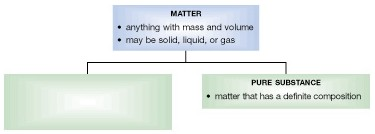 MATTER
• anything with mass and volume
• may be solid, liquid, or gas
PURE SUBSTANCE
• matter that has a definite composition